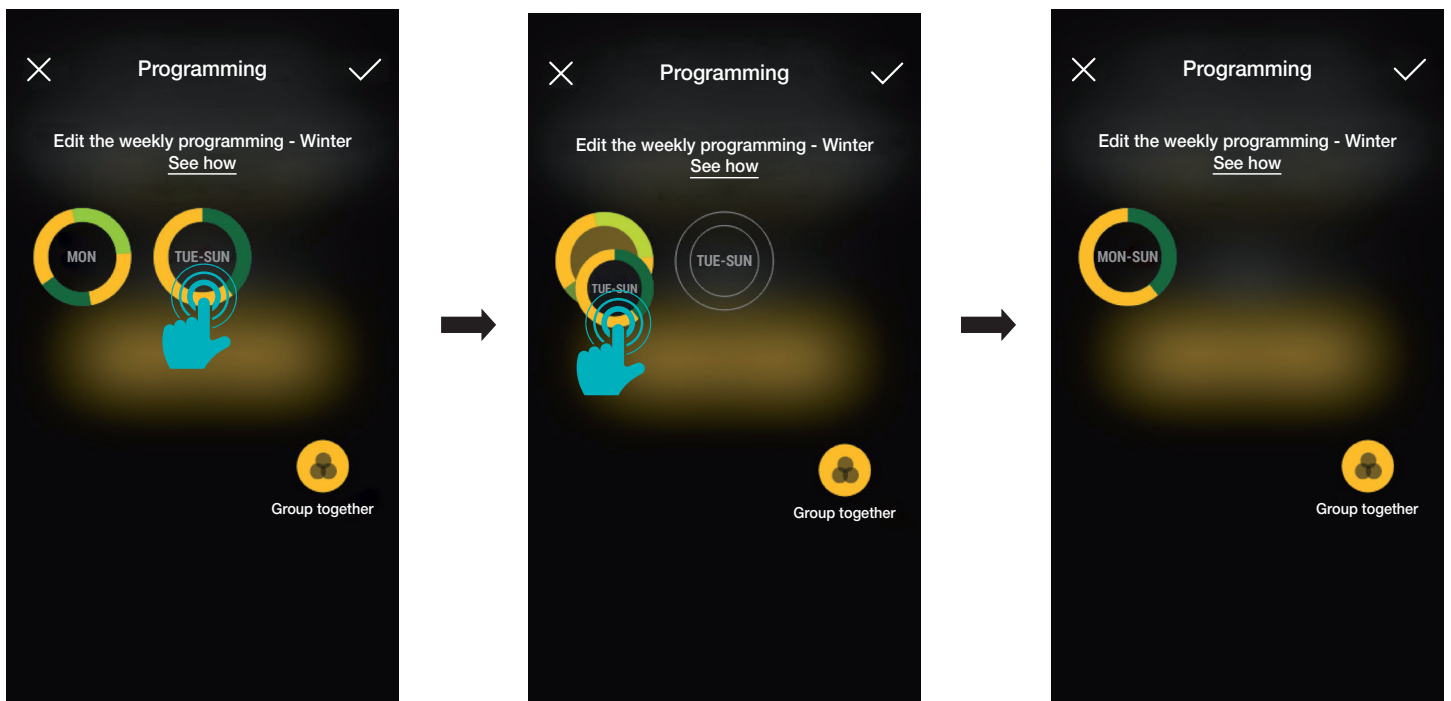 Programming
Edit the weekly programming - Winter
See how
MON
TUE-SUN
Group together
Programming
Edit the weekly programming - Winter
See how
TUE-SUN
TUE-SUN
Group together
Programming
Edit the weekly programming - Winter
See how
MON-SUN
Group together